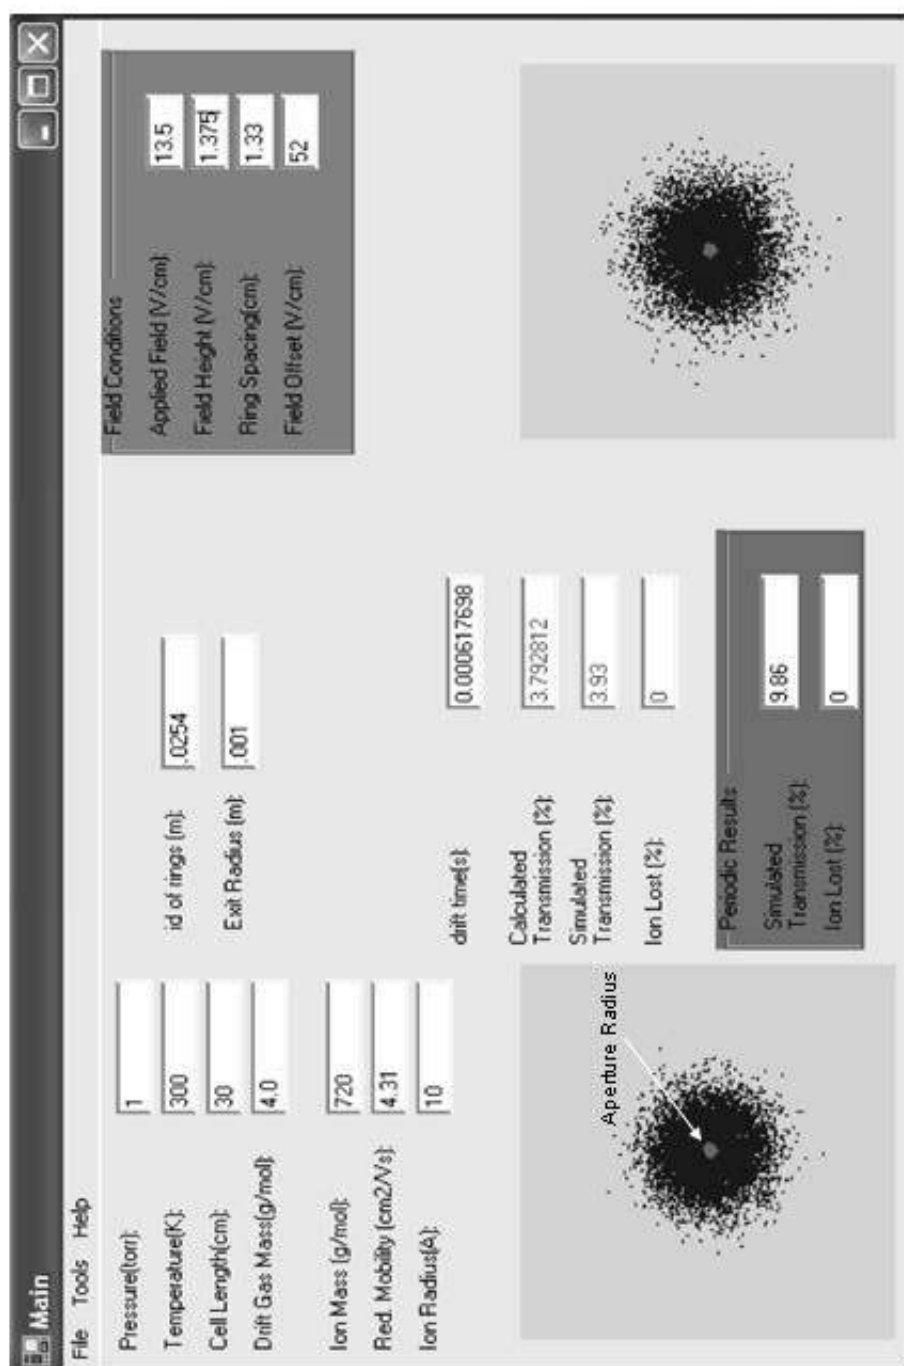 Main
File Tools Help
Pressure(torr): 1
Temperature(K): 300
Cell Length(cm): 30
Drift Gas Mass(g/mol): 4.0
Ion Mass (g/mol): 720
Red. Mobility (cm2/Vs): 4.31
Ion Radius(A): 10
id of rings (m): .0254
Exit Radius (m): .001
Field Conditions
Applied Field (V/cm): 13.5
Field Height (V/cm): 1.375
Ring Spacing(cm): 1.33
Field Offset (V/cm): 52
drift time(s): 0.000617698
Calculated
Transmission (%): 3.792812
Simulated
Transmission (%): 3.93
Ion Lost (%): 0
Periodic Results
Simulated
Transmission (%): 9.86
Ion Lost (%): 0
Aperture Radius